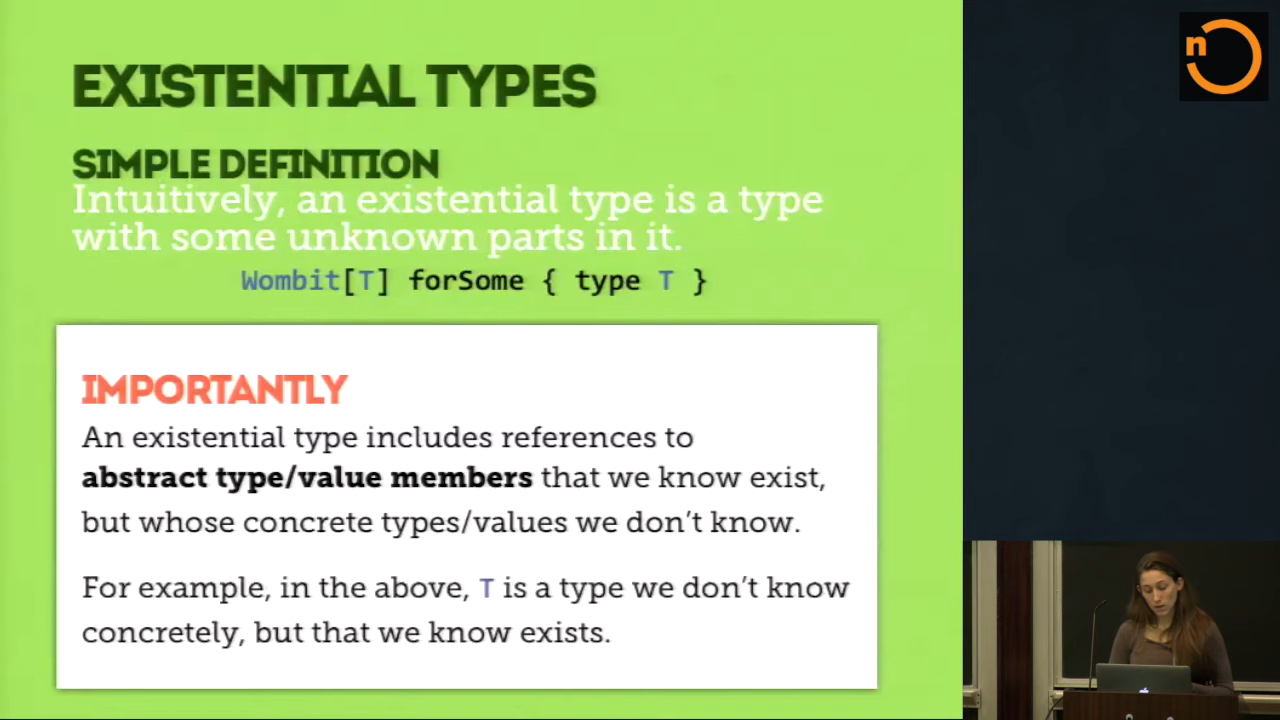 EXISTENTIAL TYPES
SIMPLE DEFINITION
Intuitively, an existential type is a type
with some unknown parts in it.
Wombit[T] forSome { type T }
IMPORTANTLY
An existential type includes references to
abstract type/value members that we know exist,
but whose concrete types/values we don't know.
For example, in the above, T is a type we don't know
concretely, but that we know exists.
n